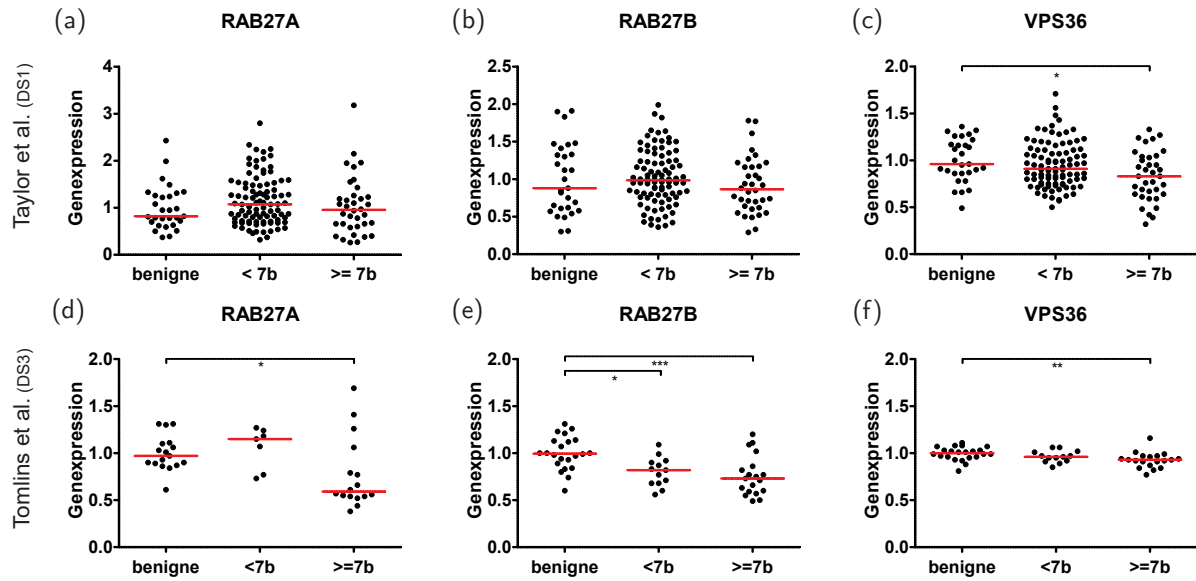 (a) RAB27A
(b) RAB27B
(c) VPS36
Taylor et al. (DS1)
Genexpression
4
3
2
1
0
benigne < 7b >= 7b
Genexpression
2.5
2.0
1.5
1.0
0.5
0.0
benigne < 7b >= 7b
Genexpression
2.0
1.5
1.0
0.5
0.0
*
benigne < 7b >= 7b
(d) RAB27A
(e) RAB27B
(f) VPS36
Tomlins et al. (DS3)
Genexpression
2.0
1.5
1.0
0.5
0.0
*
benigne <7b >=7b
Genexpression
2.0
1.5
1.0
0.5
0.0
***
*
benigne <7b >=7b
Genexpression
2.0
1.5
1.0
0.5
0.0
**
benigne <7b >=7b